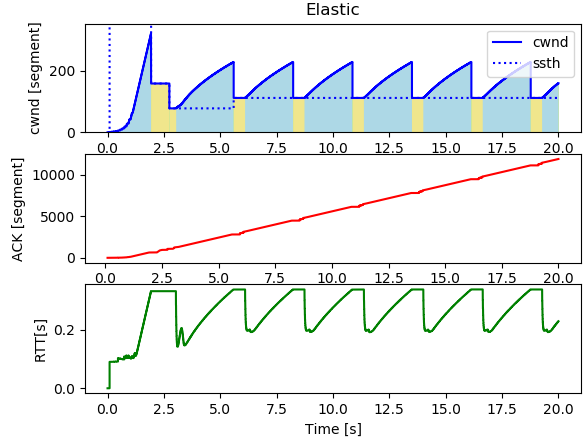 Elastic
cwnd [segment]
200
0
cwnd
ssth
0.0 2.5 5.0 7.5 10.0 12.5 15.0 17.5 20.0
ACK [segment]
10000
5000
0
0.0 2.5 5.0 7.5 10.0 12.5 15.0 17.5 20.0
RTT[s]
0.2
0.0
0.0 2.5 5.0 7.5 10.0 12.5 15.0 17.5 20.0
Time [s]